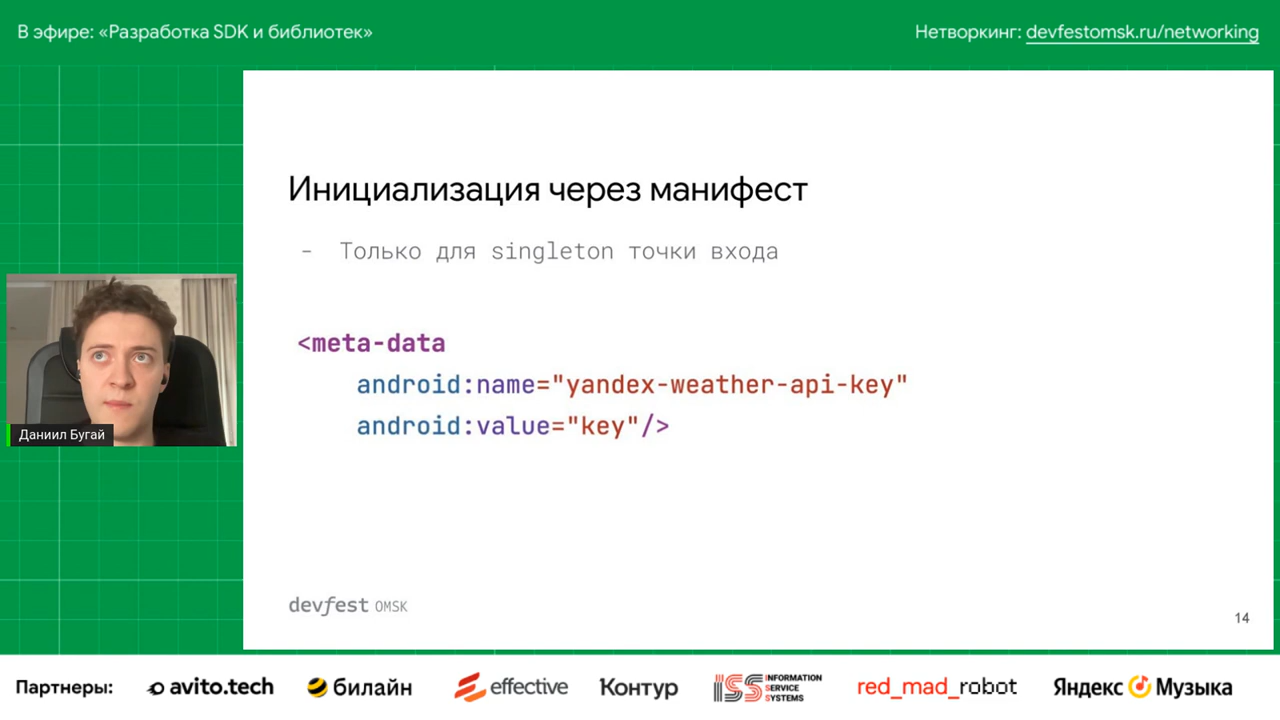 В эфире: «Разработка SDK и библиотек»
Нетворкинг: devfestomsk.ru/networking
Инициализация через манифест
- Только для singleton точки входа
<meta-data
android:name="yandex-weather-api-key"
android:value="key"/>
Даниил Бугай
devfest OMSK
14
Партнеры: avito.tech билайн effective Контур ISS INFORMATION SERVICE SYSTEMS red_mad_robot Яндекс Музыка